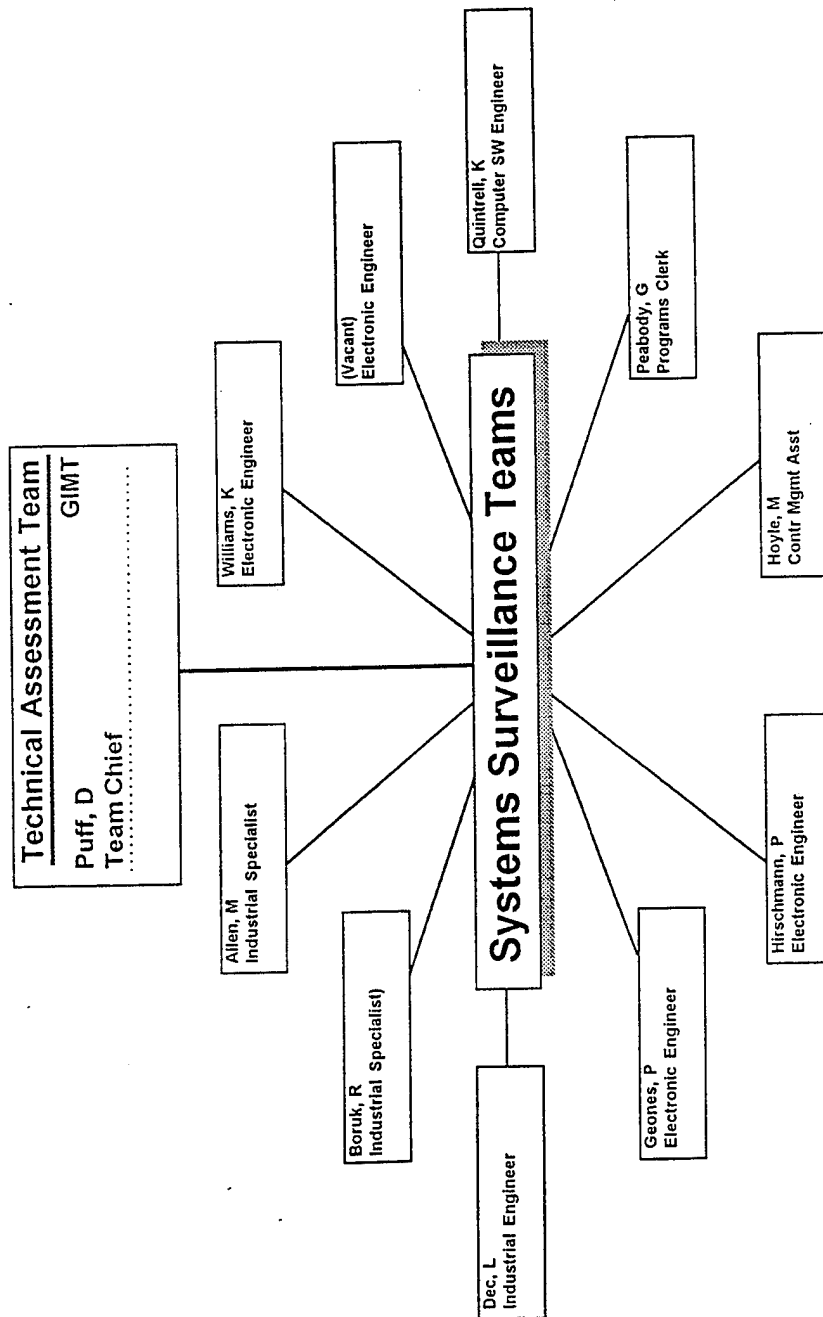 Technical Assessment Team
GIMT
Puff, D
Team Chief
Allen, M
Industrial Specialist
Williams, K
Electronic Engineer
Boruk, R
Industrial Specialist)
(Vacant)
Electronic Engineer
Dec, L
Industrial Engineer
Systems Surveillance Teams
Quintrell, K
Computer SW Engineer
Geones, P
Electronic Engineer
Peabody, G
Programs Clerk
Hirschmann, P
Electronic Engineer
Hoyle, M
Contr Mgmt Asst